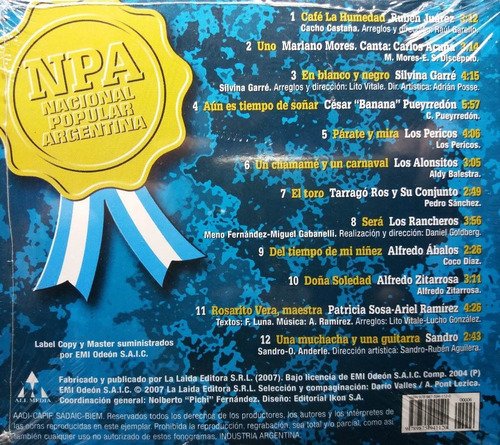 NPA
NACIONAL
POPULAR
ARGENTINA
1 Café La Humedad Rubén Juárez 3:12
Cacho Castaña. Arreglos y dirección: Raúl Garello.
2 Uno Mariano Mores. Canta: Carlos Acuña 3:14
M. Mores-E. S. Discépolo.
3 En blanco y negro Silvina Garré 4:15
Silvina Garré. Arreglos y dirección: Lito Vitale. Dir. Artística: Adrián Posse.
4 Aún es tiempo de soñar César "Banana" Pueyrredón 5:57
C. Pueyrredón.
5 Párate y mira Los Pericos 4:06
Los Pericos.
6 Un chamamé y un carnaval Los Alonsitos 3:05
Aldy Balestra.
7 El toro Tarragó Ros y Su Conjunto 2:49
Pedro Sánchez.
8 Será Los Rancheros 3:56
Meno Fernández-Miguel Gabanelli. Realización y dirección: Daniel Goldberg.
9 Del tiempo de mi niñez Alfredo Ábalos 2:26
Coco Díaz.
10 Doña Soledad Alfredo Zitarrosa 3:11
Alfredo Zitarrosa.
11 Rosarito Vera, maestra Patricia Sosa-Ariel Ramírez 4:26
Textos: F. Luna. Música: A. Ramírez. Arreglos: Lito Vitale-Lucho González.
12 Una muchacha y una guitarra Sandro 2:43
Sandro-O. Anderle. Dirección artística: Sandro-Rubén Aguilera.
Label Copy y Master suministrados
por EMI Odeón S.A.I.C.
ALL MEDIA
Fabricado y publicado por La Laida Editora S.R.L. (2007). Bajo licencia de EMI Odeón S.A.I.C. Comp. 2004 (P)
EMI Odeón S.A.I.C. © 2007 La Laida Editora S.R.L. Selección y compaginación: Darío Valles / A. Pont Lezica.
Coordinación general: Nolberto "Pichi" Fernández. Diseño: Editorial Ikon S.A.
AADI-CAPIF, SADAIC-BIEM. Reservados todos los derechos de los productores, los autores y los intérpretes de
las obras reproducidas en este ejemplar. Prohibido su reproducción, regrabación, sea total o parcial, así como
también cualquier uso no autorizado de estos fonogramas. INDUSTRIA ARGENTINA.